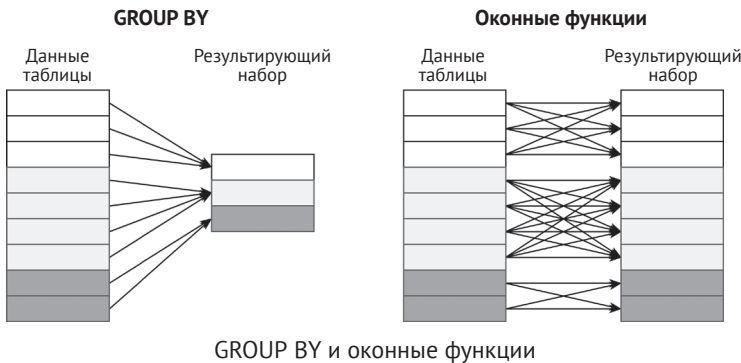 GROUP BY
Оконные функции
Данные
таблицы
Результирующий
набор
Данные
таблицы
Результирующий
набор
GROUP BY и оконные функции